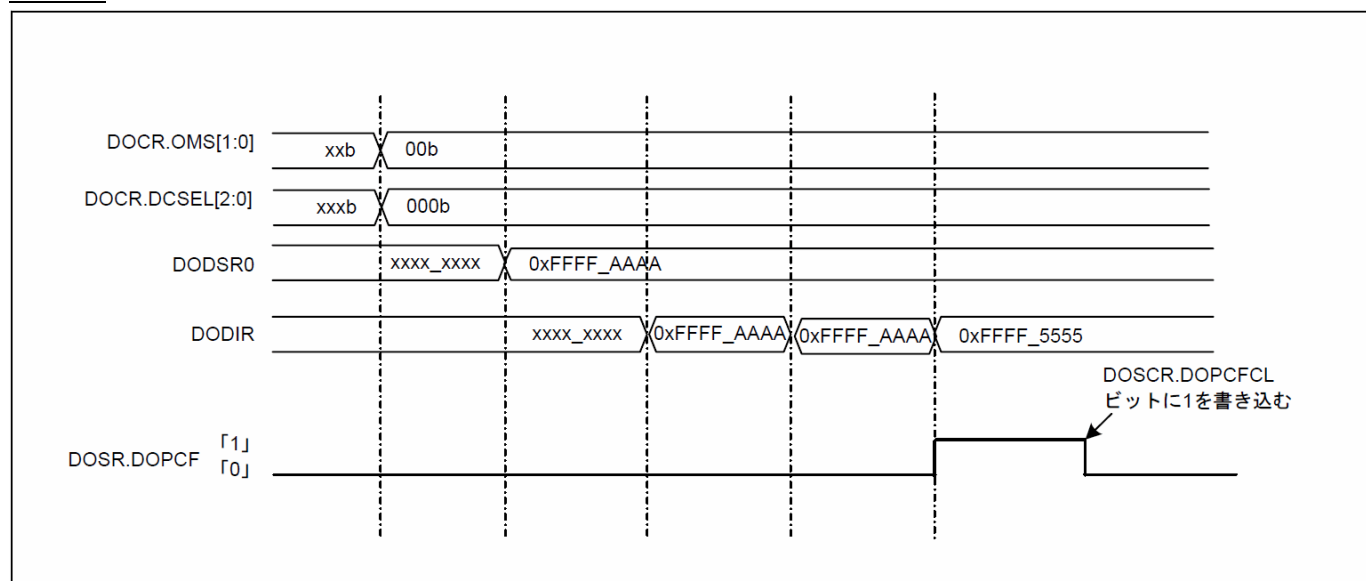 DOCR.OMS[1:0] xxb 00b
DOCR.DCSEL[2:0] xxxb 000b
DODSR0 xxxx_xxxx 0xFFFF_AAAA
DODIR xxxx_xxxx 0xFFFF_AAAA 0xFFFF_AAAA 0xFFFF_5555
DOSCR.DOPCFCL
ビットに1を書き込む
DOSR.DOPCF 「1」
「0」